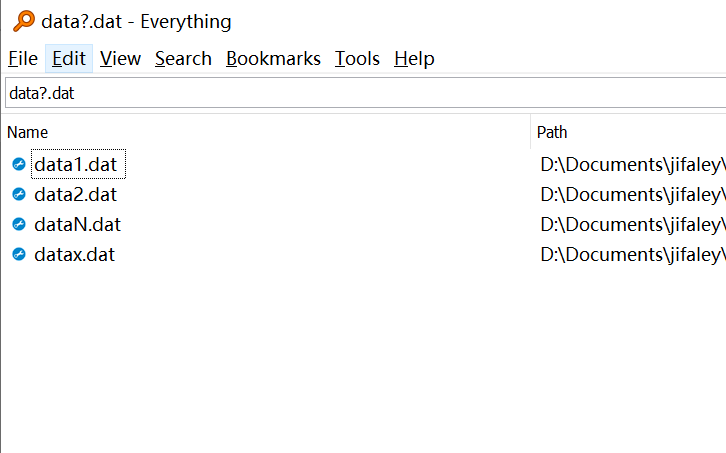 data?.dat - Everything
File Edit View Search Bookmarks Tools Help
data?.dat
Name Path
data1.dat D:\Documents\jifaley\
data2.dat D:\Documents\jifaley\
dataN.dat D:\Documents\jifaley\
datax.dat D:\Documents\jifaley\